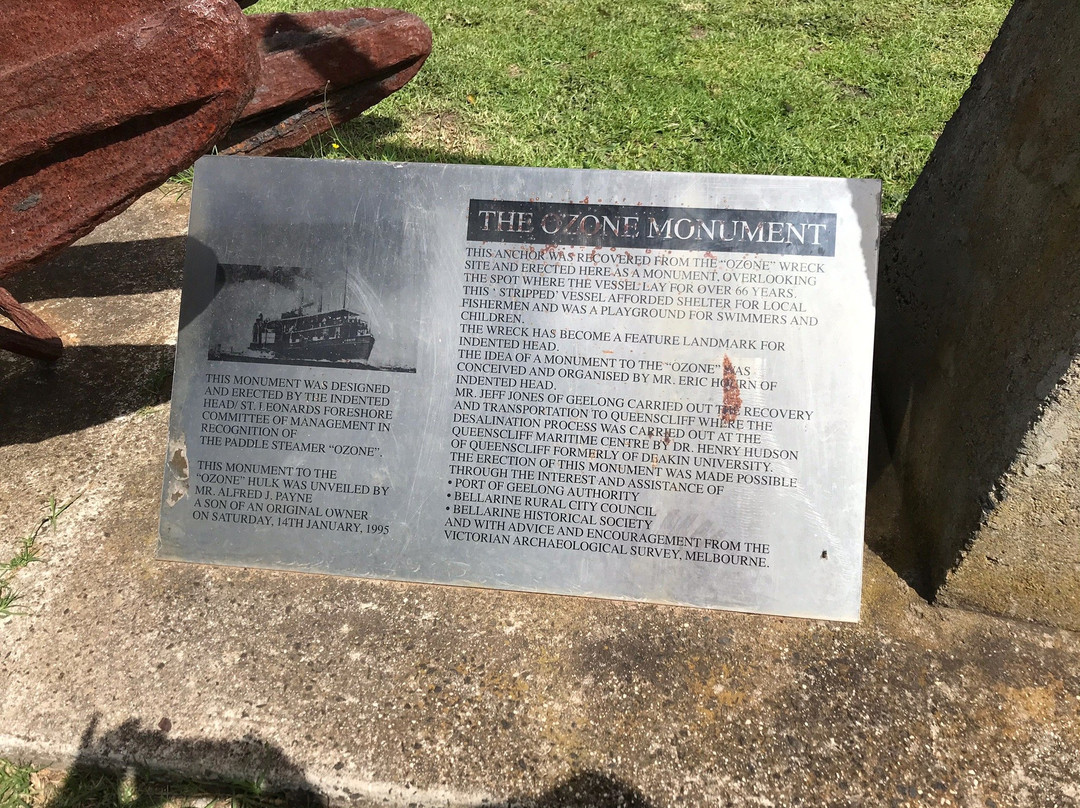 THIS MONUMENT WAS DESIGNED
AND ERECTED BY THE INDENTED
HEAD/ ST. LEONARDS FORESHORE
COMMITTEE OF MANAGEMENT IN
RECOGNITION OF
THE PADDLE STEAMER “OZONE”.
THIS MONUMENT TO THE
“OZONE” HULK WAS UNVEILED BY
MR. ALFRED J. PAYNE
A SON OF AN ORIGINAL OWNER
ON SATURDAY, 14TH JANUARY, 1995
THE OZONE MONUMENT
THIS ANCHOR WAS RECOVERED FROM THE “OZONE” WRECK
SITE AND ERECTED HERE AS A MONUMENT, OVERLOOKING
THE SPOT WHERE THE VESSEL LAY FOR OVER 66 YEARS.
THIS ‘ STRIPPED’ VESSEL AFFORDED SHELTER FOR LOCAL
FISHERMEN AND WAS A PLAYGROUND FOR SWIMMERS AND
CHILDREN.
THE WRECK HAS BECOME A FEATURE LANDMARK FOR
INDENTED HEAD.
THE IDEA OF A MONUMENT TO THE “OZONE” WAS
CONCEIVED AND ORGANISED BY MR. ERIC HOURN OF
INDENTED HEAD.
MR. JEFF JONES OF GEELONG CARRIED OUT THE RECOVERY
AND TRANSPORTATION TO QUEENSCLIFF WHERE THE
DESALINATION PROCESS WAS CARRIED OUT AT THE
QUEENSCLIFF MARITIME CENTRE BY DR. HENRY HUDSON
OF QUEENSCLIFF FORMERLY OF DEAKIN UNIVERSITY.
THE ERECTION OF THIS MONUMENT WAS MADE POSSIBLE
THROUGH THE INTEREST AND ASSISTANCE OF
• PORT OF GEELONG AUTHORITY
• BELLARINE RURAL CITY COUNCIL
• BELLARINE HISTORICAL SOCIETY
AND WITH ADVICE AND ENCOURAGEMENT FROM THE
VICTORIAN ARCHAEOLOGICAL SURVEY, MELBOURNE.